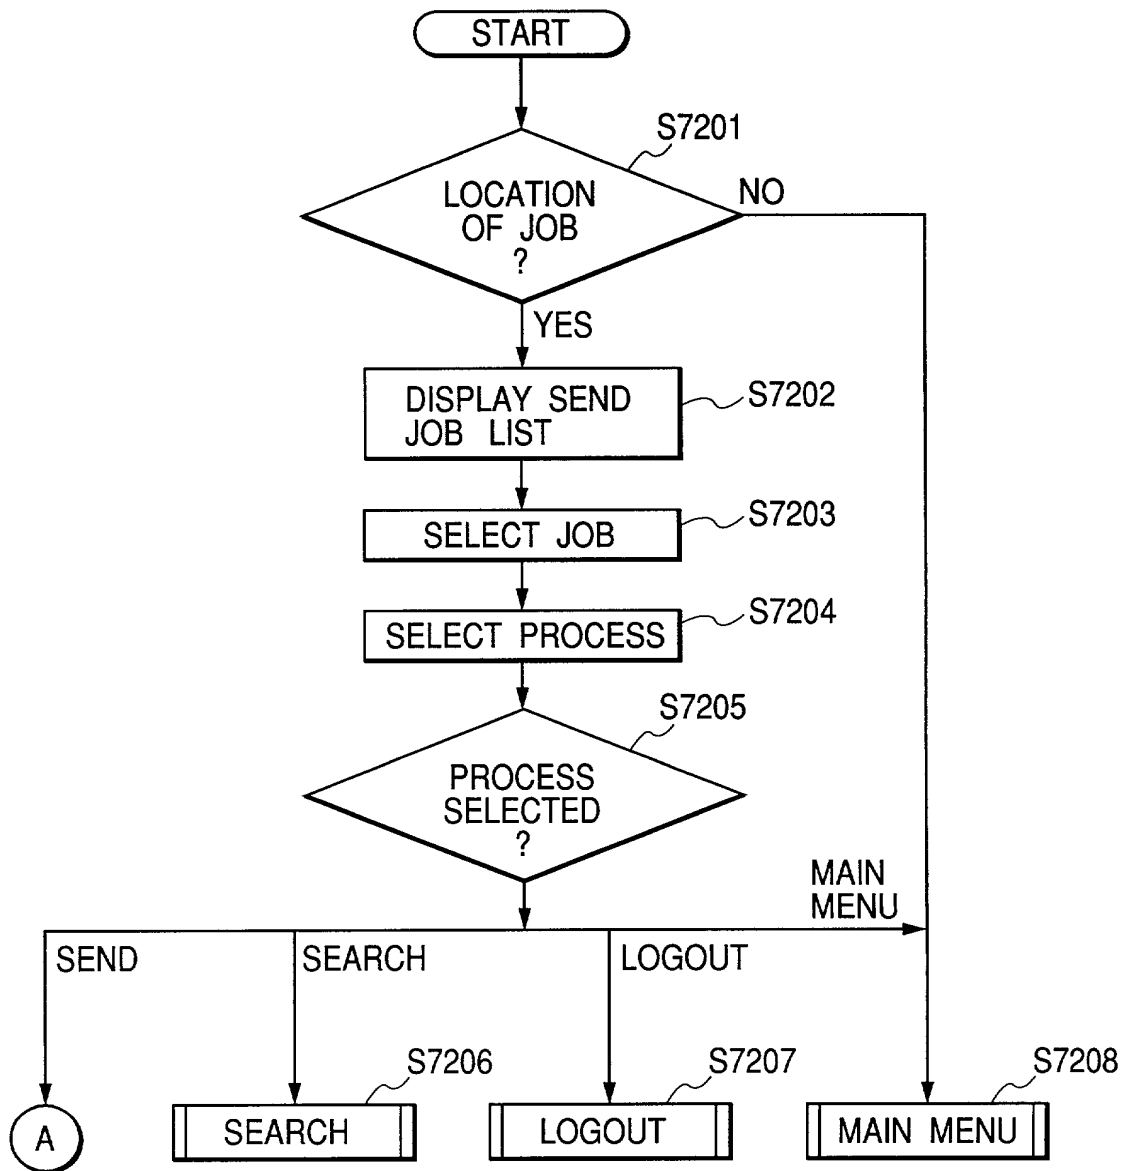 START
S7201
LOCATION
OF JOB
?
NO
YES
DISPLAY SEND
JOB LIST
S7202
SELECT JOB
S7203
SELECT PROCESS
S7204
S7205
PROCESS
SELECTED
?
MAIN
MENU
SEND
SEARCH
LOGOUT
S7206
S7207
S7208
A
SEARCH
LOGOUT
MAIN MENU